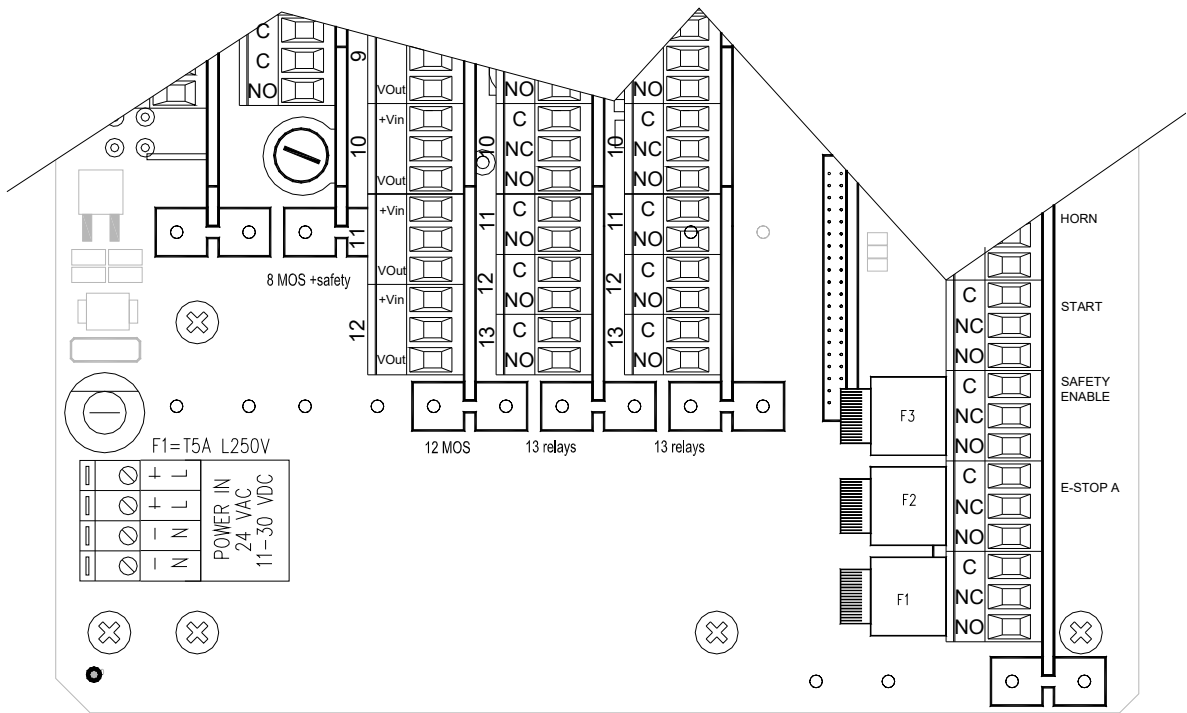 C
C
NO
9
VOut
+Vin
10
VOut
+Vin
11
VOut
+Vin
12
VOut
NO
C
10
NC
NO
C
11
NO
C
12
NO
C
13
NO
NO
C
10
NC
NO
C
11
NO
C
12
NO
C
13
NO
8 MOS +safety
12 MOS
13 relays
13 relays
F1=T5A L250V
+ L
+ L
- N
- N
POWER IN
24 VAC
11-30 VDC
HORN
C
START
NC
NO
C
SAFETY
ENABLE
NC
NO
C
E-STOP A
NC
NO
C
NC
NO
F3
F2
F1